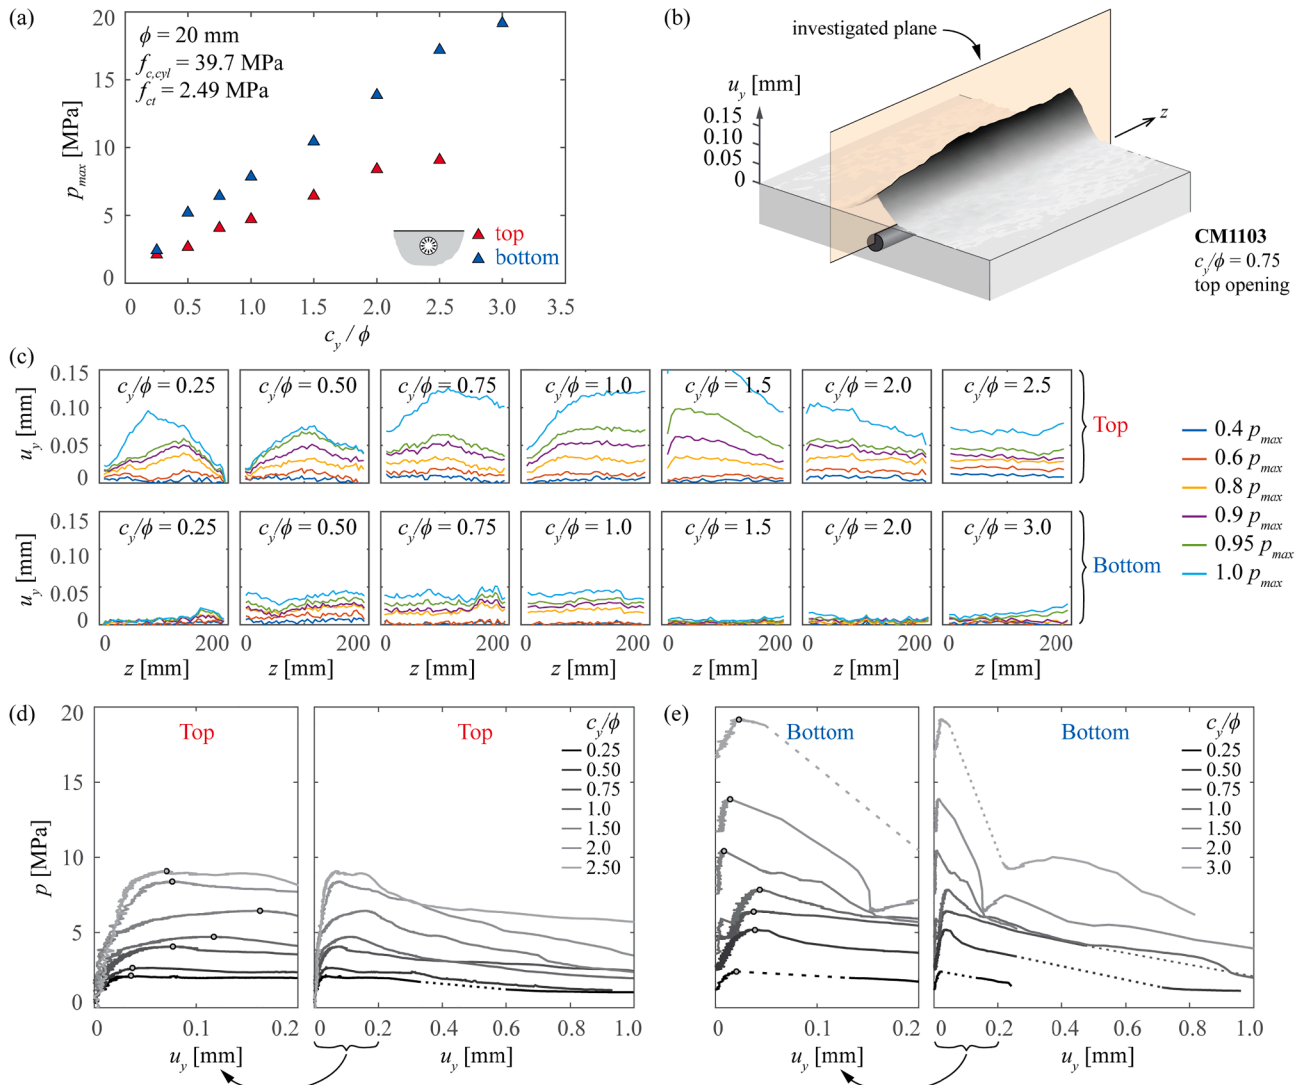 (a)
20
15
10
5
0
p_max [MPa]
ϕ = 20 mm
f_c,cyl = 39.7 MPa
f_ct = 2.49 MPa
top
bottom
0 0.5 1.0 1.5 2.0 2.5 3.0 3.5
c_y / ϕ
(b)
investigated plane
u_y [mm]
0.15
0.10
0.05
0
z
CM1103
c_y/ϕ = 0.75
top opening
(c)
u_y [mm]
0.15
0.10
0.05
0
c_y/ϕ = 0.25
c_y/ϕ = 0.50
c_y/ϕ = 0.75
c_y/ϕ = 1.0
c_y/ϕ = 1.5
c_y/ϕ = 2.0
c_y/ϕ = 2.5
Top
u_y [mm]
0.15
0.10
0.05
0
c_y/ϕ = 0.25
c_y/ϕ = 0.50
c_y/ϕ = 0.75
c_y/ϕ = 1.0
c_y/ϕ = 1.5
c_y/ϕ = 2.0
c_y/ϕ = 3.0
Bottom
0 200 0 200 0 200 0 200 0 200 0 200 0 200
z [mm] z [mm] z [mm] z [mm] z [mm] z [mm] z [mm]
0.4 p_max
0.6 p_max
0.8 p_max
0.9 p_max
0.95 p_max
1.0 p_max
(d)
p [MPa]
20
15
10
5
0
Top
Top
c_y/ϕ
0.25
0.50
0.75
1.0
1.50
2.0
2.50
0 0.1 0.2 0 0.2 0.4 0.6 0.8 1.0
u_y [mm] u_y [mm]
(e)
Bottom
Bottom
c_y/ϕ
0.25
0.50
0.75
1.0
1.50
2.0
3.0
0 0.1 0.2 0 0.2 0.4 0.6 0.8 1.0
u_y [mm] u_y [mm]